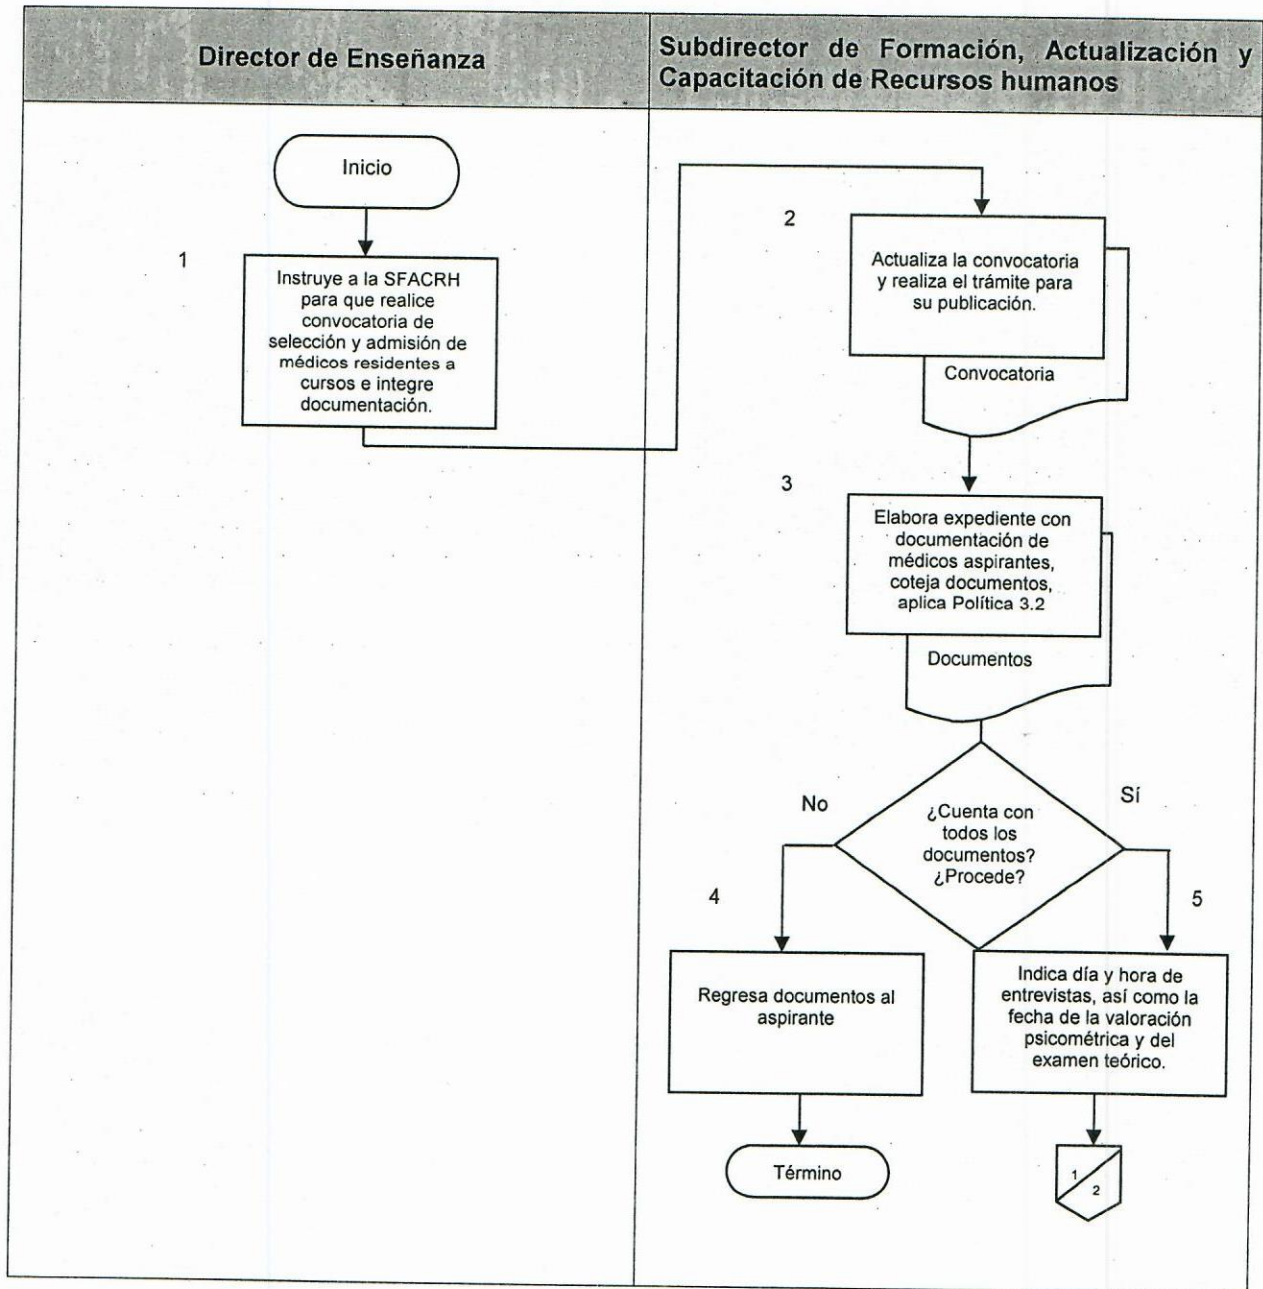 Director de Enseñanza
Subdirector de Formación, Actualización y
Capacitación de Recursos humanos
Inicio
1
Instruye a la SFACRH
para que realice
convocatoria de
selección y admisión de
médicos residentes a
cursos e integre
documentación.
2
Actualiza la convocatoria
y realiza el trámite para
su publicación.
Convocatoria
3
Elabora expediente con
documentación de
médicos aspirantes,
coteja documentos,
aplica Política 3.2
Documentos
No
Sí
¿Cuenta con
todos los
documentos?
¿Procede?
4
Regresa documentos al
aspirante
Término
5
Indica día y hora de
entrevistas, así como la
fecha de la valoración
psicométrica y del
examen teórico.
1
2